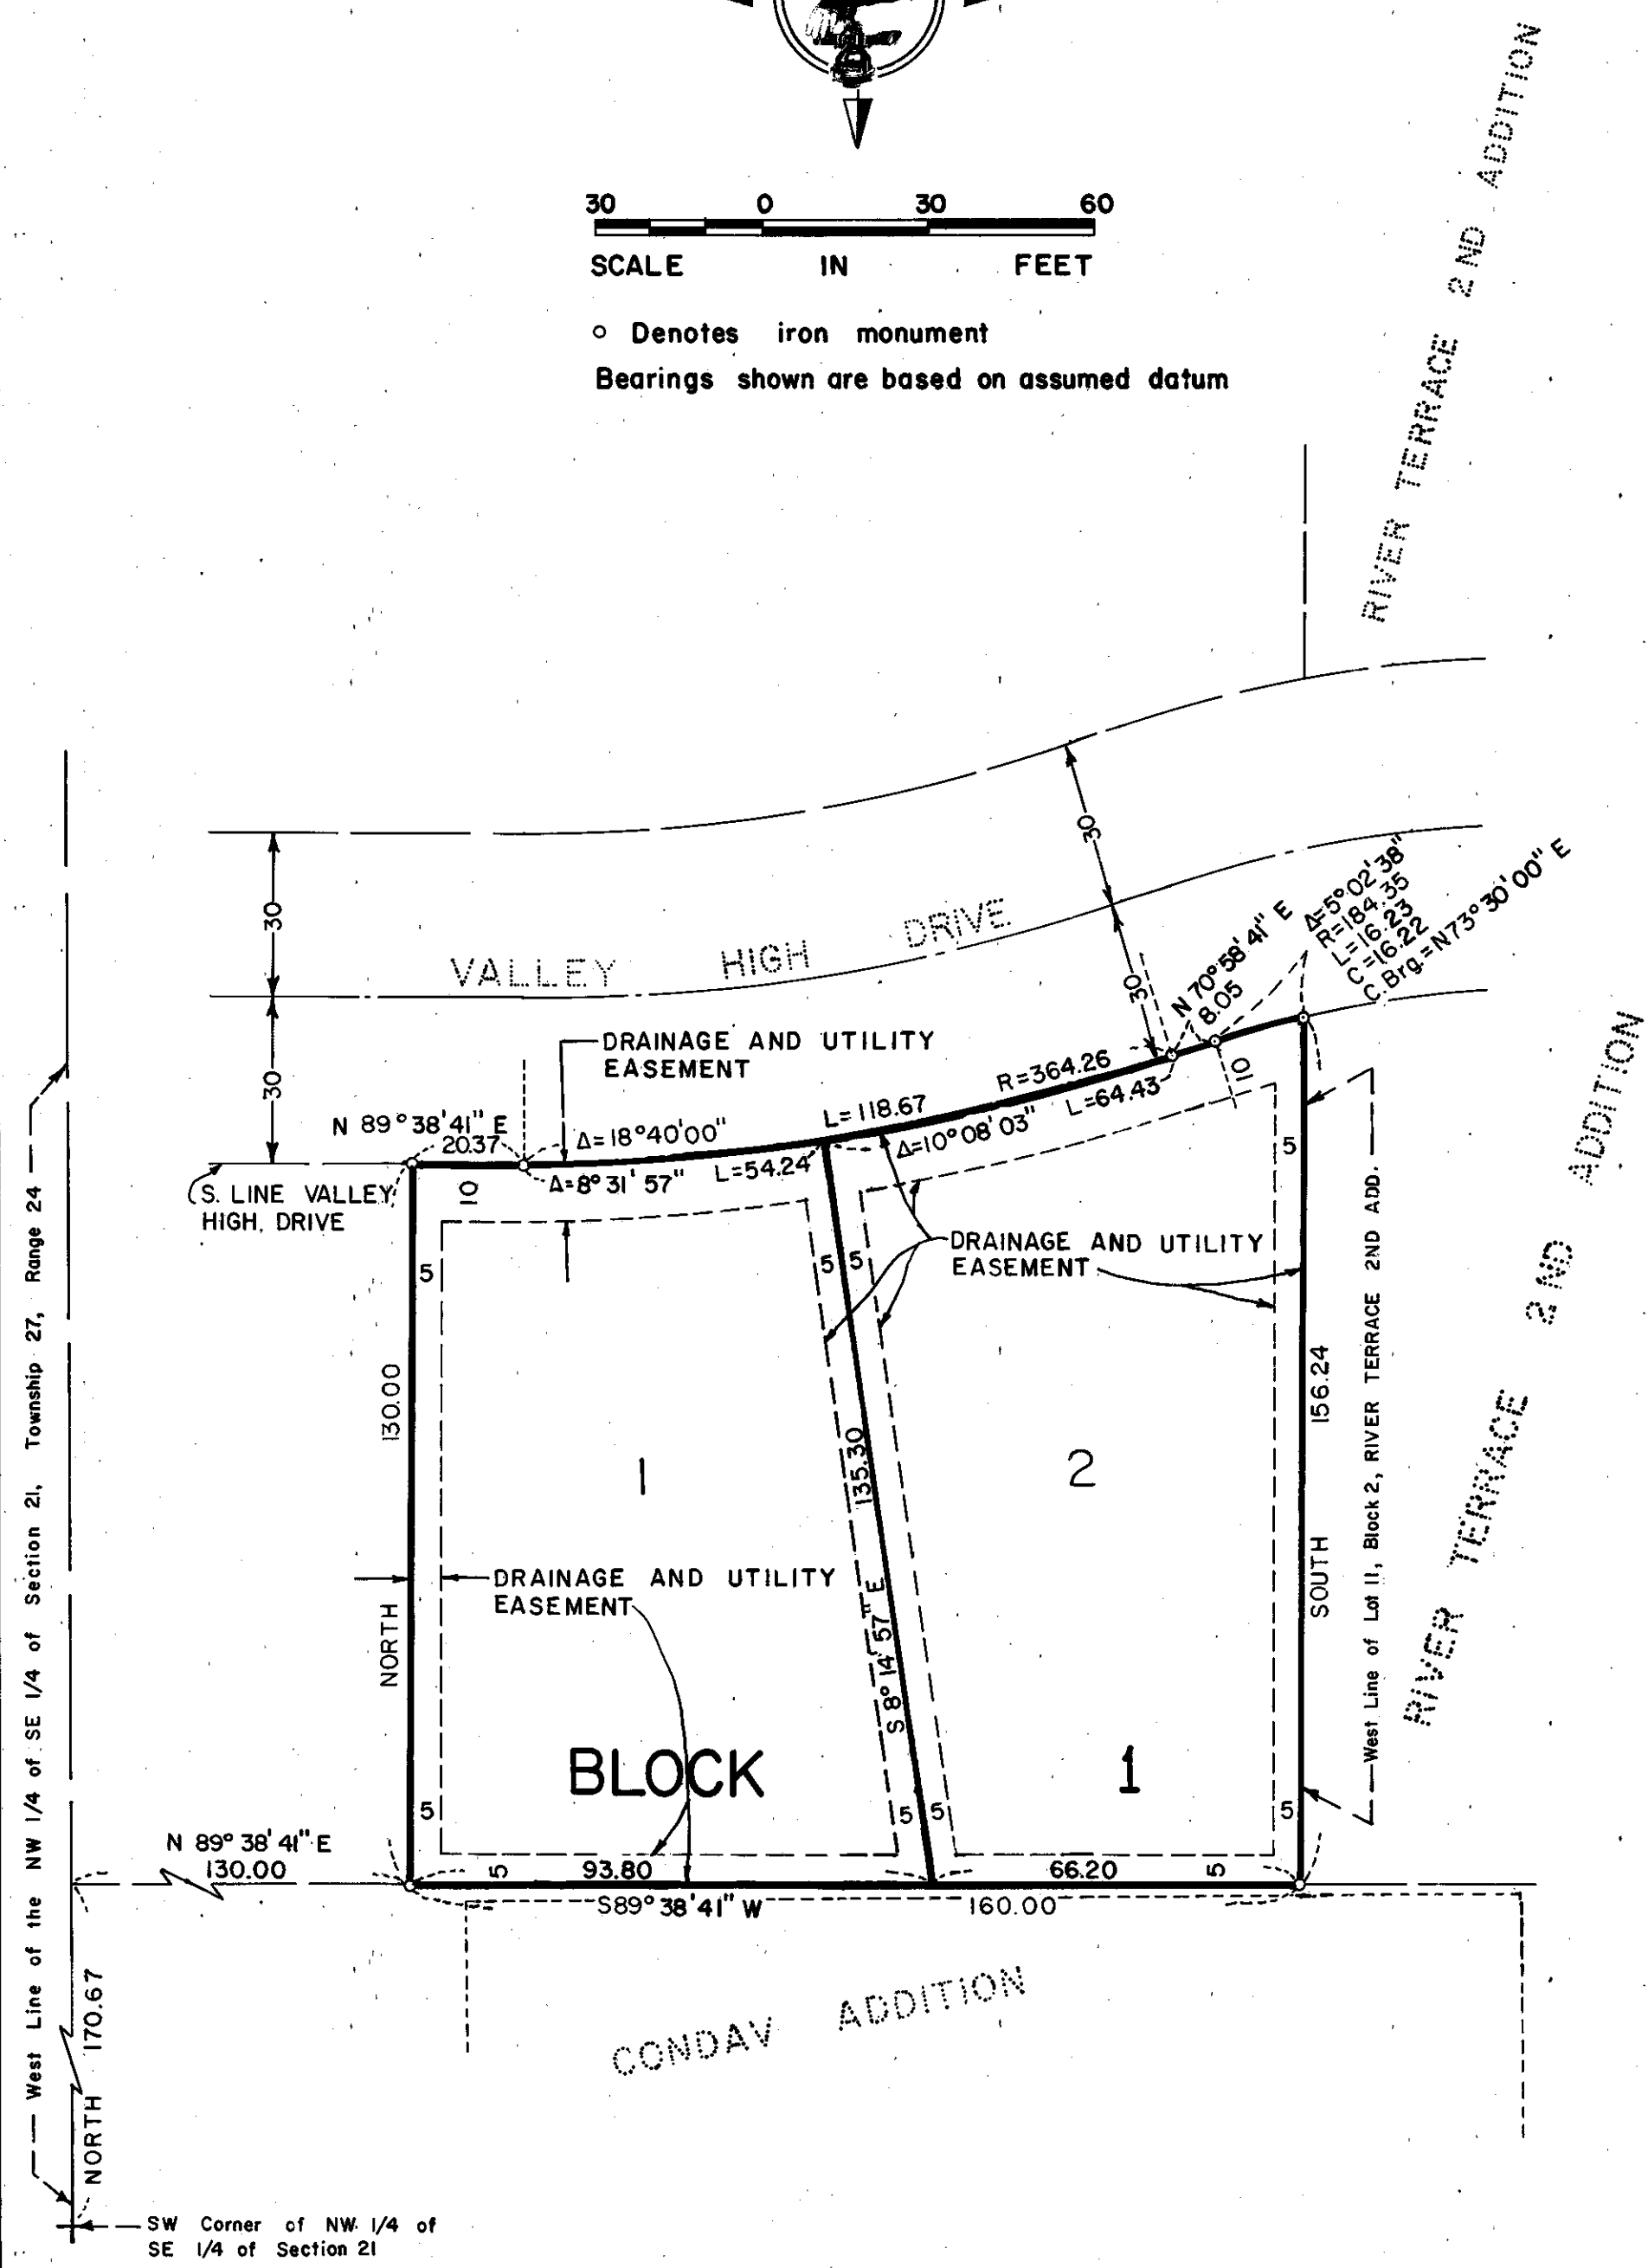 30 0 30 60
SCALE IN FEET
o Denotes iron monument
Bearings shown are based on assumed datum
RIVER TERRACE 2ND ADDITION
30
30
30
30
VALLEY HIGH DRIVE
N 70°58'41" E
8.05
Δ=5°02'38"
R=184.35
L=16.23
C=16.22
C.Brg.=N73°30'00" E
DRAINAGE AND UTILITY
EASEMENT
N 89°38'41" E
20.37
Δ=18°40'00"
L=118.67
R=364.26
Δ=8°31'57"
L=54.24
Δ=10°08'03"
L=64.43
S. LINE VALLEY
HIGH DRIVE
10
10
5
5
5 5
DRAINAGE AND UTILITY
EASEMENT
130.00
NORTH
135.30
S 8°14'57" E
156.24
SOUTH
1
2
DRAINAGE AND UTILITY
EASEMENT
BLOCK 1
5
5 5
5
N 89°38'41" E
130.00
5
93.80
66.20
5
S89°38'41" W
160.00
West Line of Lot 11, Block 2, RIVER TERRACE 2ND ADD.
RIVER TERRACE 2ND ADDITION
CONDAV ADDITION
West Line of the NW 1/4 of SE 1/4 of Section 21, Township 27, Range 24
NORTH 170.67
SW Corner of NW 1/4 of
SE 1/4 of Section 21